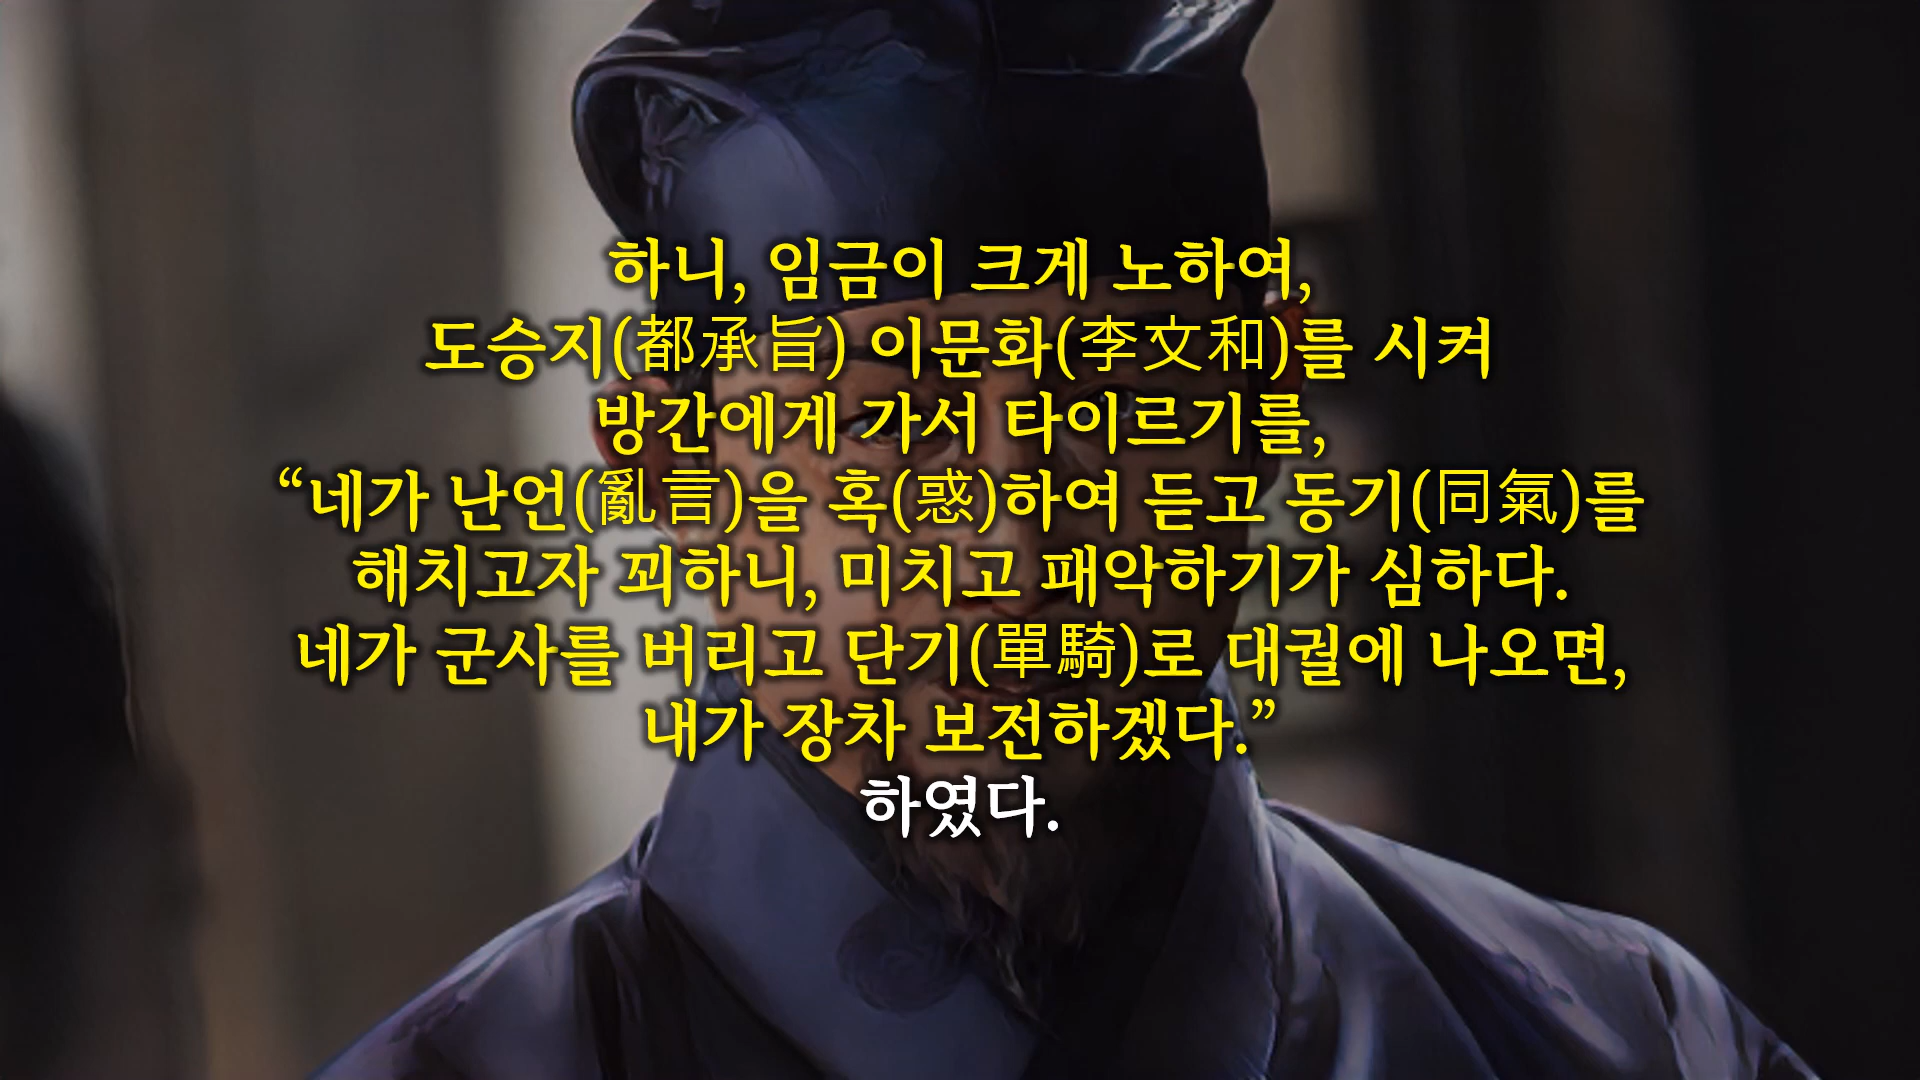 하니, 임금이 크게 노하여,
도승지(都承旨) 이문화(李文和)를 시켜
방간에게 가서 타이르기를,
“네가 난언(亂言)을 혹(惑)하여 듣고 동기(同氣)를
해치고자 꾀하니, 미치고 패악하기가 심하다.
네가 군사를 버리고 단기(單騎)로 대궐에 나오면,
내가 장차 보전하겠다.”
하였다.